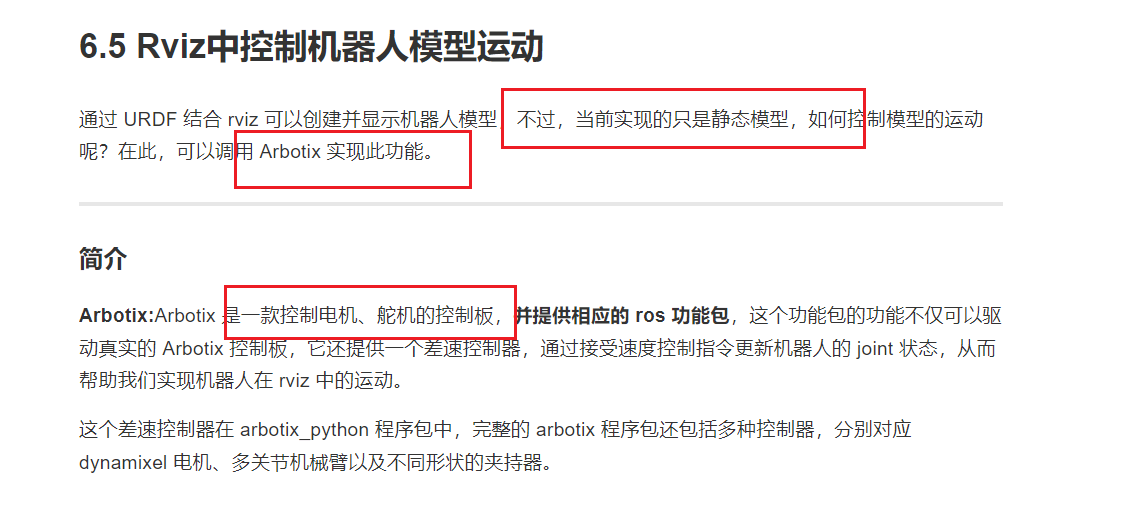 6.5 Rviz中控制机器人模型运动
通过 URDF 结合 rviz 可以创建并显示机器人模型，不过，当前实现的只是静态模型，如何控制模型的运动
呢？在此，可以调用 Arbotix 实现此功能。
简介
Arbotix:Arbotix 是一款控制电机、舵机的控制板，并提供相应的 ros 功能包，这个功能包的功能不仅可以驱
动真实的 Arbotix 控制板，它还提供一个差速控制器，通过接受速度控制指令更新机器人的 joint 状态，从而
帮助我们实现机器人在 rviz 中的运动。
这个差速控制器在 arbotix_python 程序包中，完整的 arbotix 程序包还包括多种控制器，分别对应
dynamixel 电机、多关节机械臂以及不同形状的夹持器。